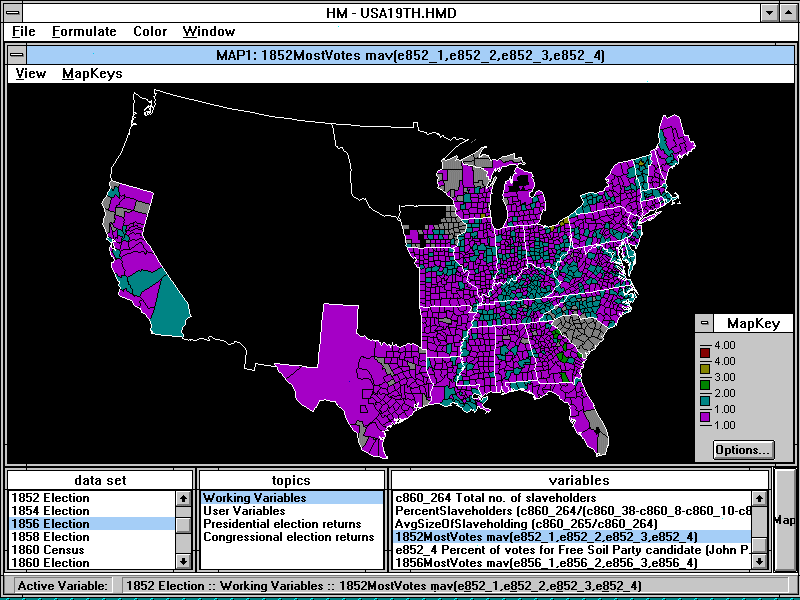 HM - USA19TH.HMD
File Formulate Color Window
MAP1: 1852MostVotes mav(e852_1,e852_2,e852_3,e852_4)
View MapKeys
MapKey
4.00
4.00
3.00
2.00
1.00
1.00
Options...
data set
1852 Election
1854 Election
1856 Election
1858 Election
1860 Census
1860 Election
topics
Working Variables
User Variables
Presidential election returns
Congressional election returns
variables
c860_264 Total no. of slaveholders
PercentSlaveholders (c860_264/(c860_38-c860_8-c860_10-c8
AvgSizeOfSlaveholding (c860_265/c860_264)
1852MostVotes mav(e852_1,e852_2,e852_3,e852_4)
e852_4 Percent of votes for Free Soil Party candidate (John P.
1856MostVotes mav(e856_1,e856_2,e856_3,e856_4)
Map
Active Variable: 1852 Election :: Working Variables :: 1852MostVotes mav(e852_1,e852_2,e852_3,e852_4)